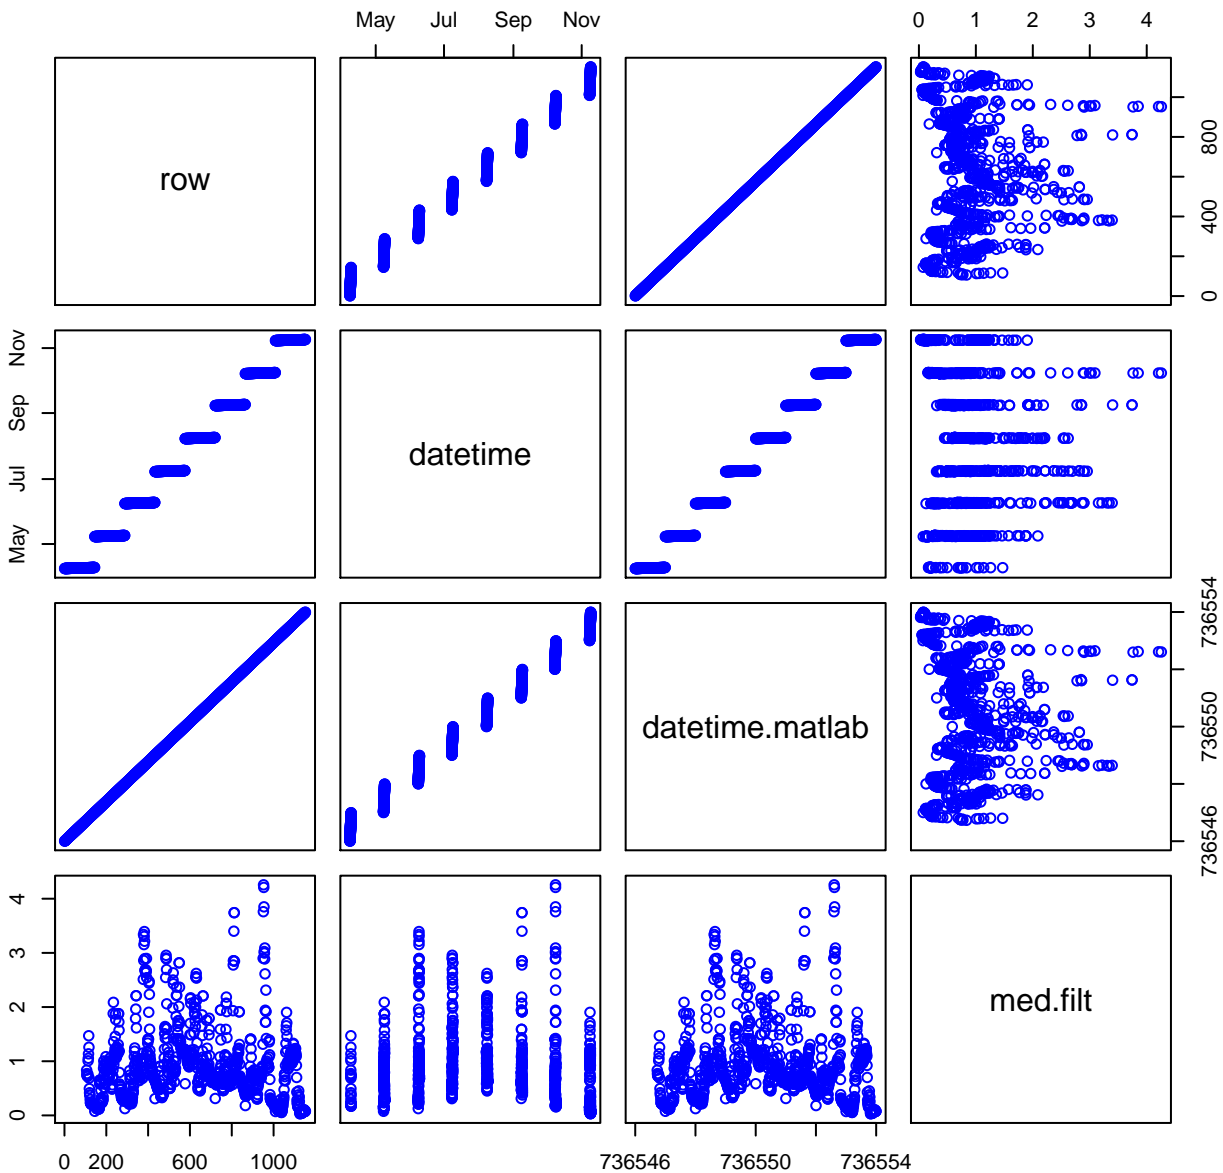 May Jul Sep Nov
0 1 2 3 4
row
0 400 800
May Jul Sep Nov
datetime
datetime.matlab
736546 736550 736554
0 1 2 3 4
med.filt
0 200 600 1000
736546 736550 736554